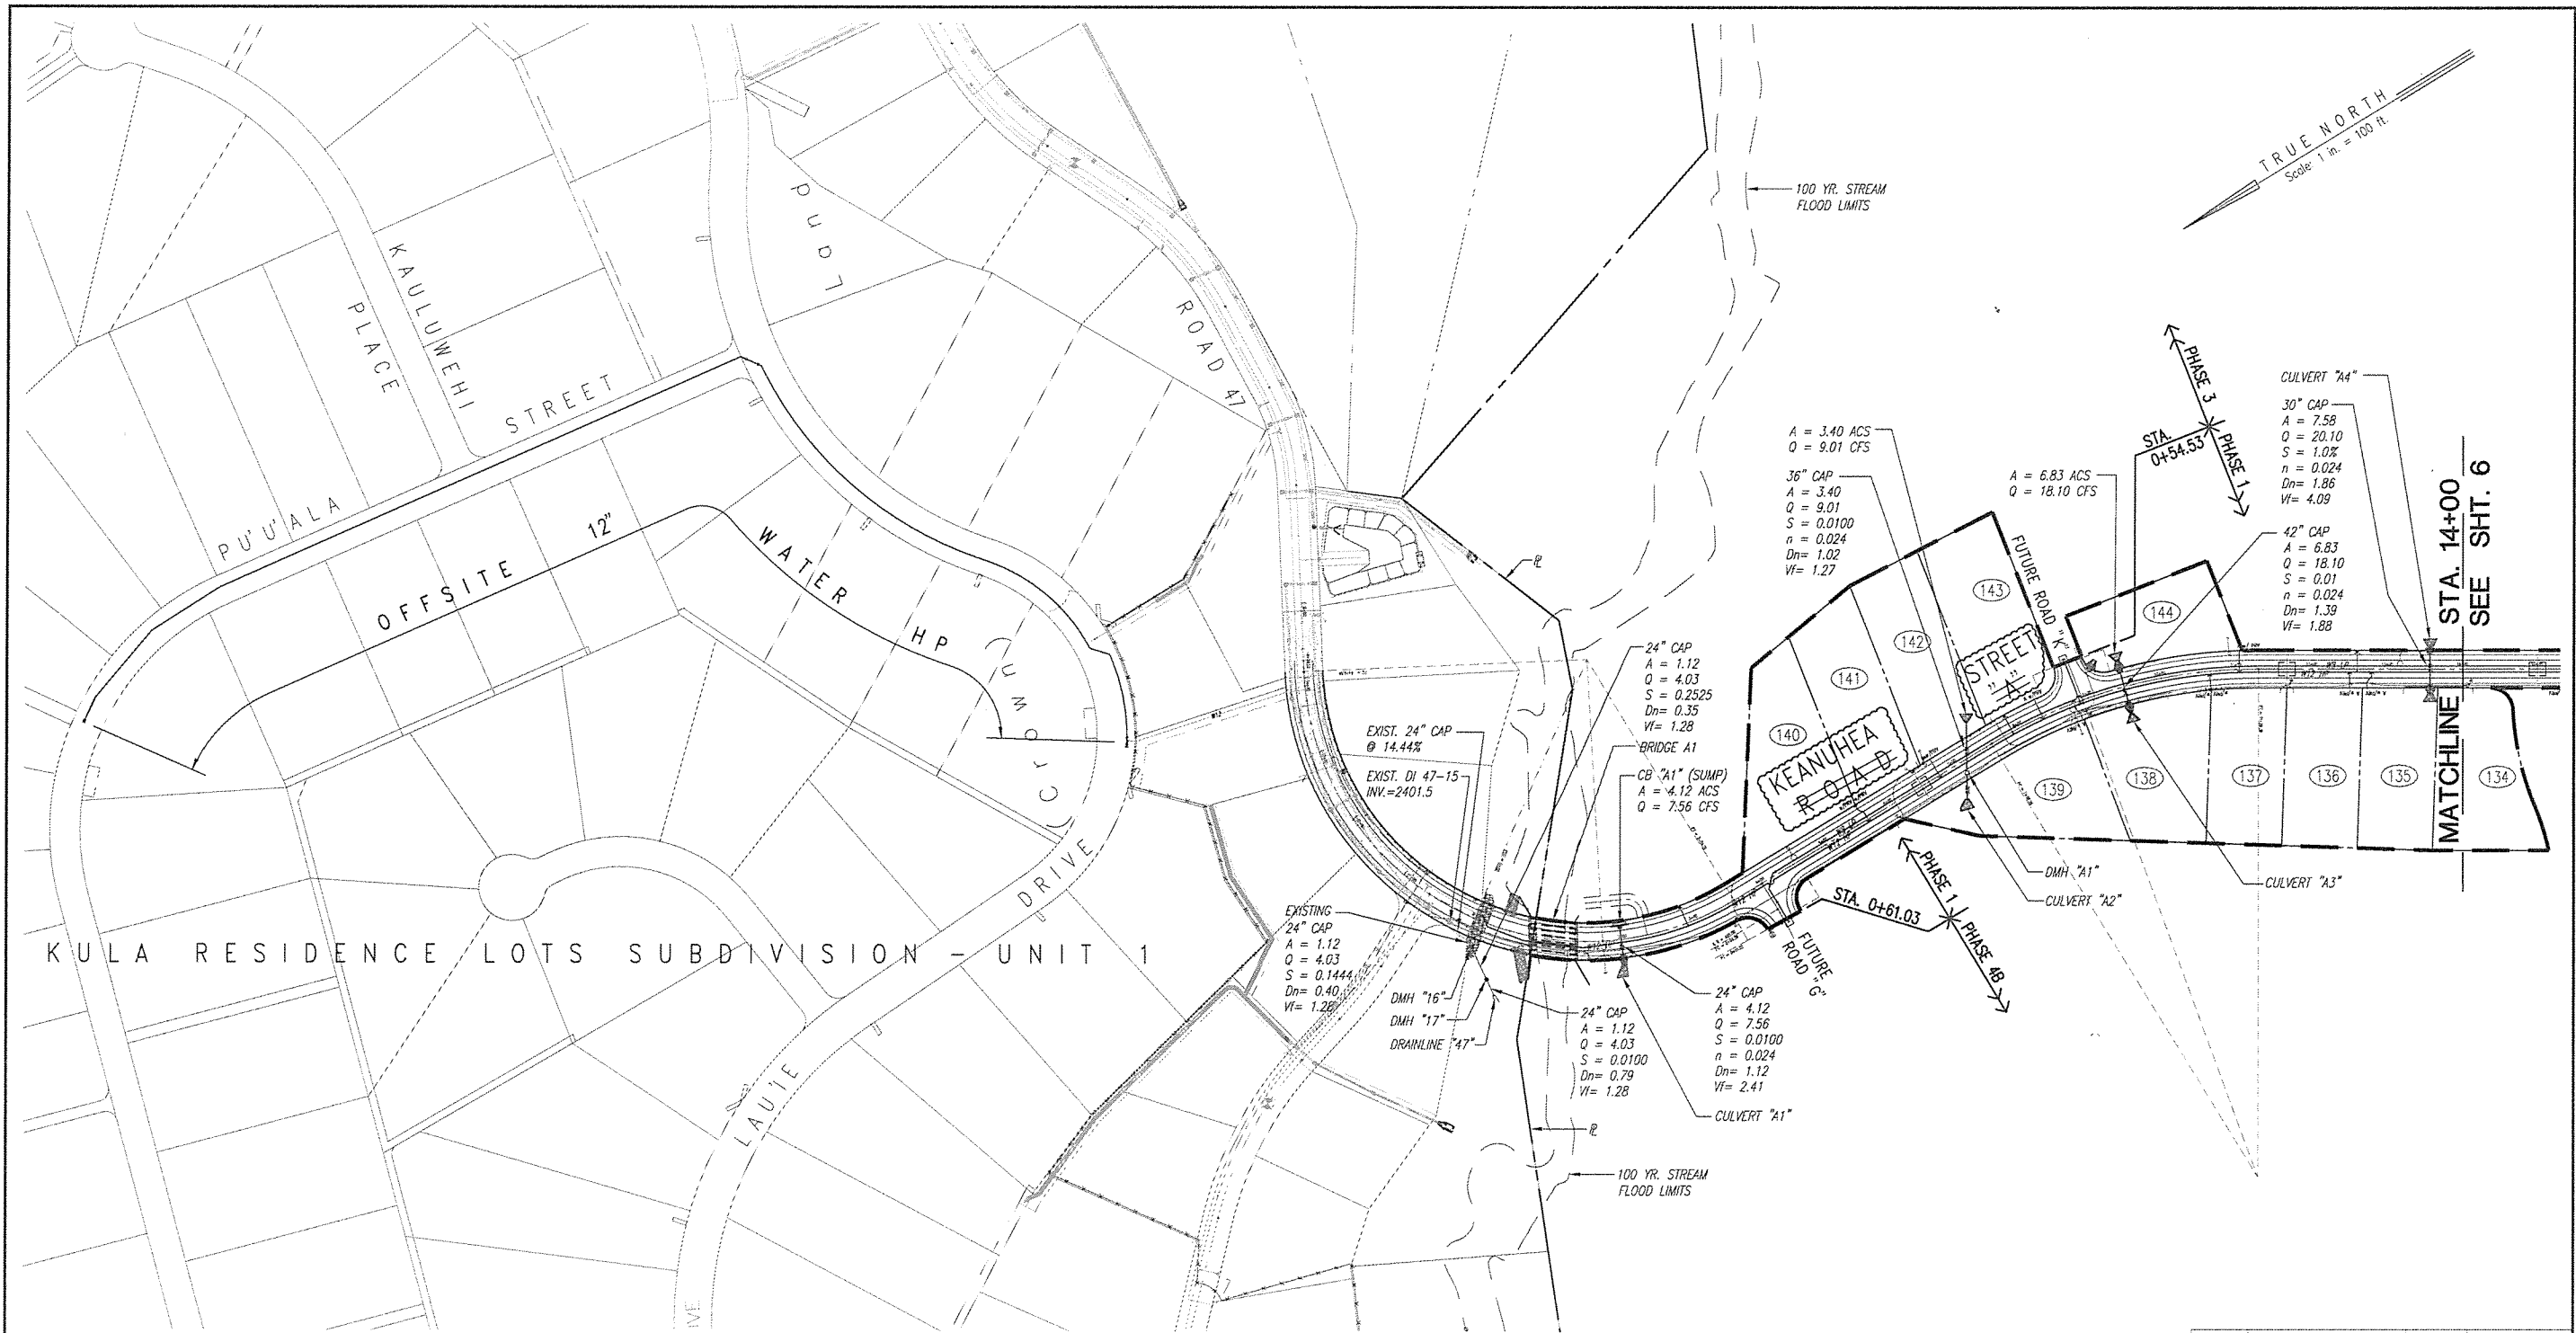 TRUE NORTH
Scale: 1 in. = 100 ft.
100 YR. STREAM
FLOOD LIMITS
KAULUWEHI
PLACE
PU'U'ALA
STREET
OFFSITE 12" WATER HP
(Crown
Land
ROAD 47
LAU'IE
DRIVE
KULA RESIDENCE LOTS SUBDIVISION - UNIT 1
PHASE 3
PHASE 1
STA.
0+54.53
CULVERT "A4"
30" CAP
A = 7.58
Q = 20.10
S = 1.0%
n = 0.024
Dn= 1.86
Vf= 4.09
42" CAP
A = 6.83
Q = 18.10
S = 0.01
n = 0.024
Dn= 1.39
Vf= 1.88
MATCHLINE STA. 14+00
SEE SHT. 6
A = 3.40 ACS
Q = 9.01 CFS
36" CAP
A = 3.40
Q = 9.01
S = 0.0100
n = 0.024
Dn= 1.02
Vf= 1.27
A = 6.83 ACS
Q = 18.10 CFS
FUTURE ROAD "K"
143
144
142
141
140
139
138
137
136
135
134
STREET
"A"
KEANUHEA
ROAD
24" CAP
A = 1.12
Q = 4.03
S = 0.2525
Dn= 0.35
Vf= 1.28
BRIDGE A1
CB "A1" (SUMP)
A = 4.12 ACS
Q = 7.56 CFS
EXIST. 24" CAP
@ 14.44%
EXIST. DI 47-15
INV.=2401.5
EXISTING
24" CAP
A = 1.12
Q = 4.03
S = 0.1444
Dn= 0.40
Vf= 1.28
DMH "16"
DMH "17"
DRAINLINE "47"
24" CAP
A = 1.12
Q = 4.03
S = 0.0100
Dn= 0.79
Vf= 1.28
24" CAP
A = 4.12
Q = 7.56
S = 0.0100
n = 0.024
Dn= 1.12
Vf= 2.41
CULVERT "A1"
FUTURE
ROAD "G"
STA. 0+61.03
PHASE 1
PHASE 4B
DMH "A1"
CULVERT "A2"
CULVERT "A3"
100 YR. STREAM
FLOOD LIMITS